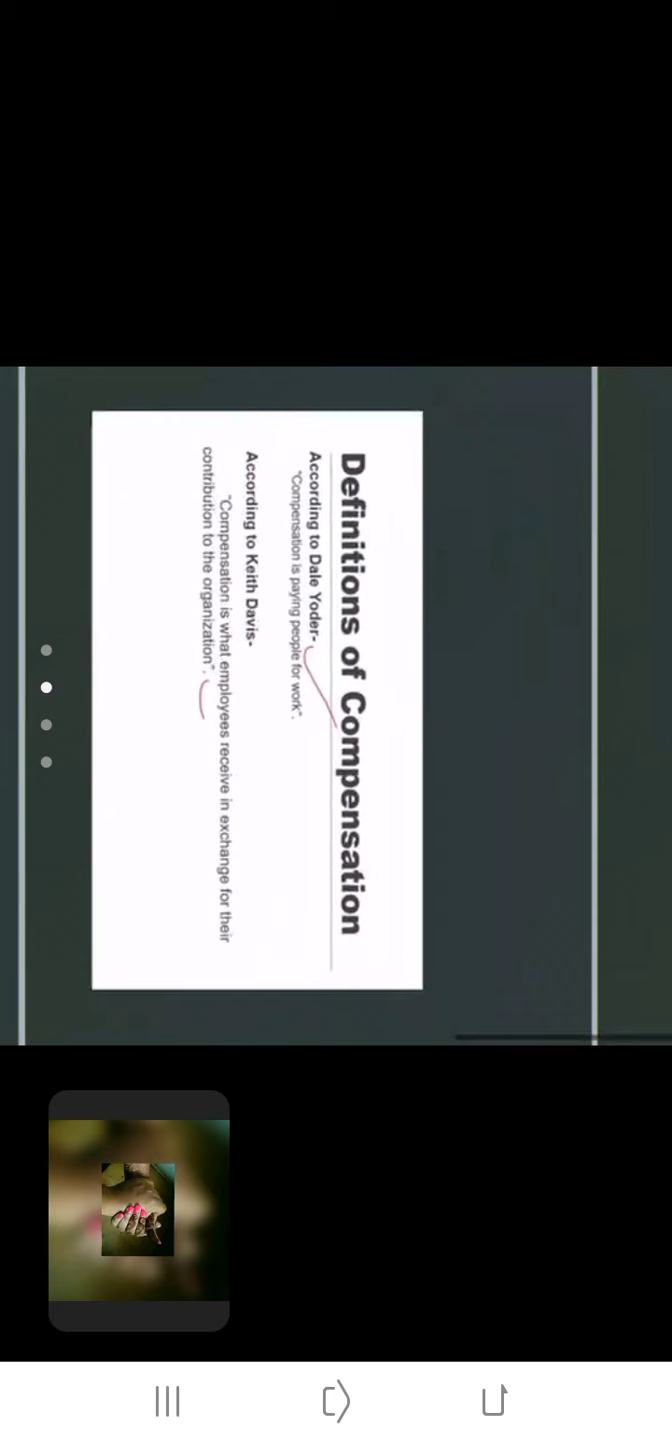 Definitions of Compensation
According to Dale Yoder-
"Compensation is paying people for work".
According to Keith Davis-
"Compensation is what employees receive in exchange for their
contribution to the organization".